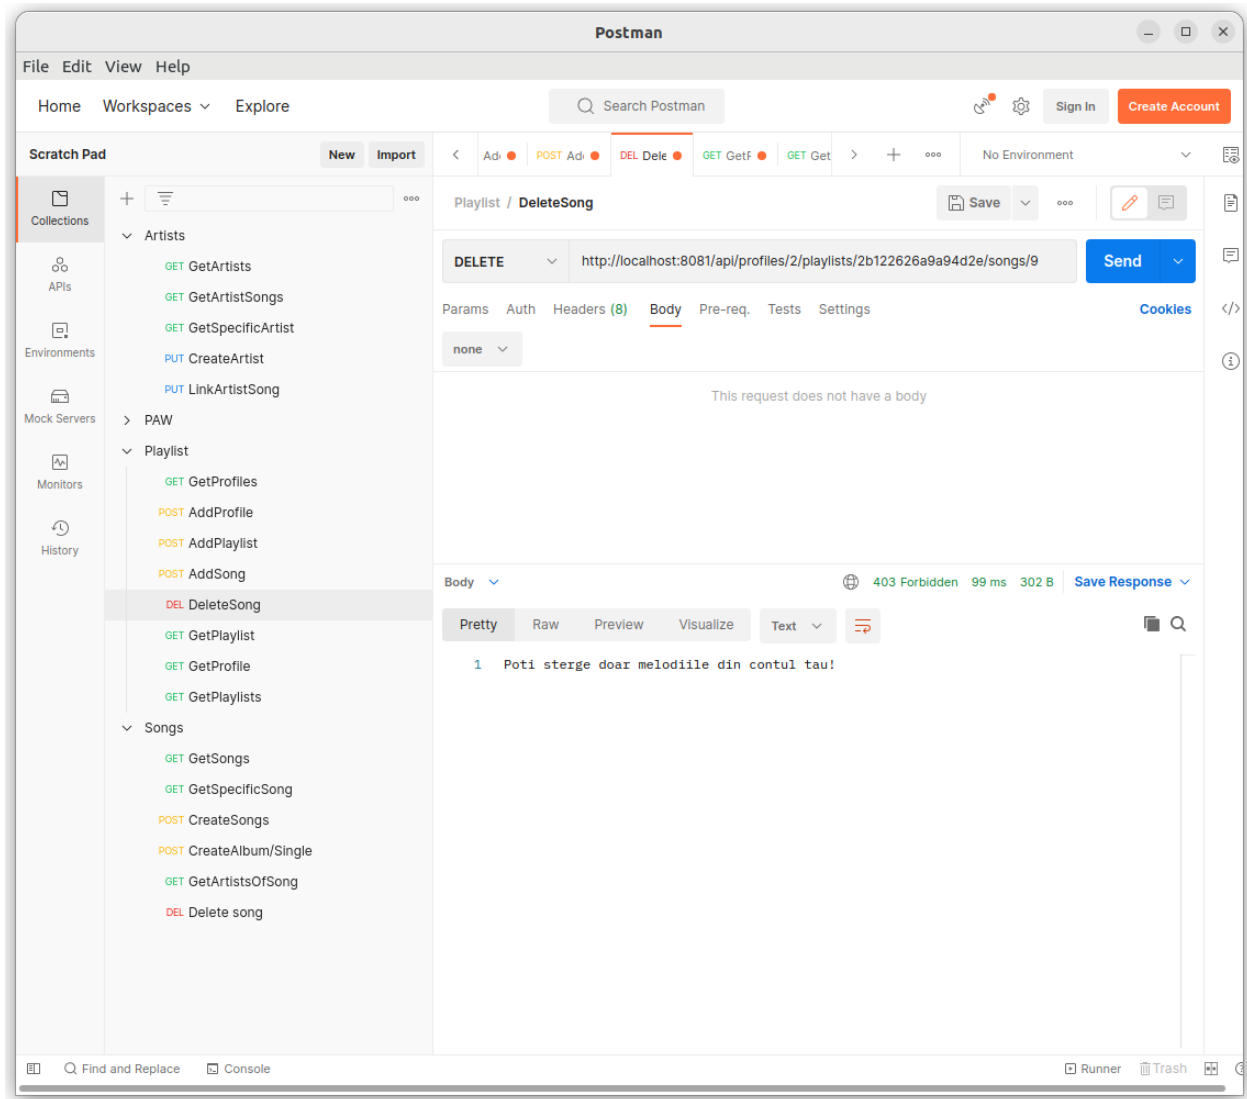 Postman
File Edit View Help
Home Workspaces Explore Search Postman Sign In Create Account
Scratch Pad New Import
Ad POST Ad DEL Dele GET GetF GET Get No Environment
Collections
APIs
Environments
Mock Servers
Monitors
History
Artists
GET GetArtists
GET GetArtistSongs
GET GetSpecificArtist
PUT CreateArtist
PUT LinkArtistSong
PAW
Playlist
GET GetProfiles
POST AddProfile
POST AddPlaylist
POST AddSong
DEL DeleteSong
GET GetPlaylist
GET GetProfile
GET GetPlaylists
Songs
GET GetSongs
GET GetSpecificSong
POST CreateSongs
POST CreateAlbum/Single
GET GetArtistsOfSong
DEL Delete song
Playlist / DeleteSong Save
DELETE http://localhost:8081/api/profiles/2/playlists/2b122626a9a94d2e/songs/9 Send
Params Auth Headers (8) Body Pre-req. Tests Settings Cookies
none
This request does not have a body
Body 403 Forbidden 99 ms 302 B Save Response
Pretty Raw Preview Visualize Text
1 Poti sterge doar melodiile din contul tau!
Find and Replace Console Runner Trash